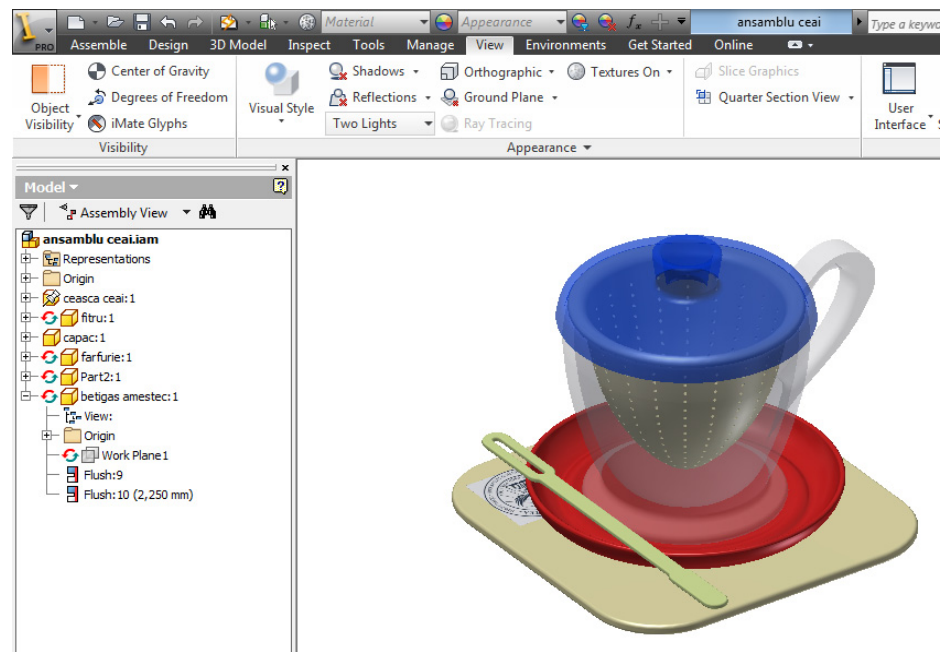 Material Appearance ansamblu ceai Type a keywo
PRO Assemble Design 3D Model Inspect Tools Manage View Environments Get Started Online
Center of Gravity Shadows Orthographic Textures On Slice Graphics
Object Visibility Degrees of Freedom Visual Style Reflections Ground Plane Quarter Section View User Interface
iMate Glyphs Two Lights Ray Tracing
Visibility Appearance
Model
Assembly View
ansamblu ceai.iam
Representations
Origin
ceasca ceai:1
fitru:1
capac:1
farfurie:1
Part2:1
betigas amestec:1
View:
Origin
Work Plane1
Flush:9
Flush:10 (2,250 mm)